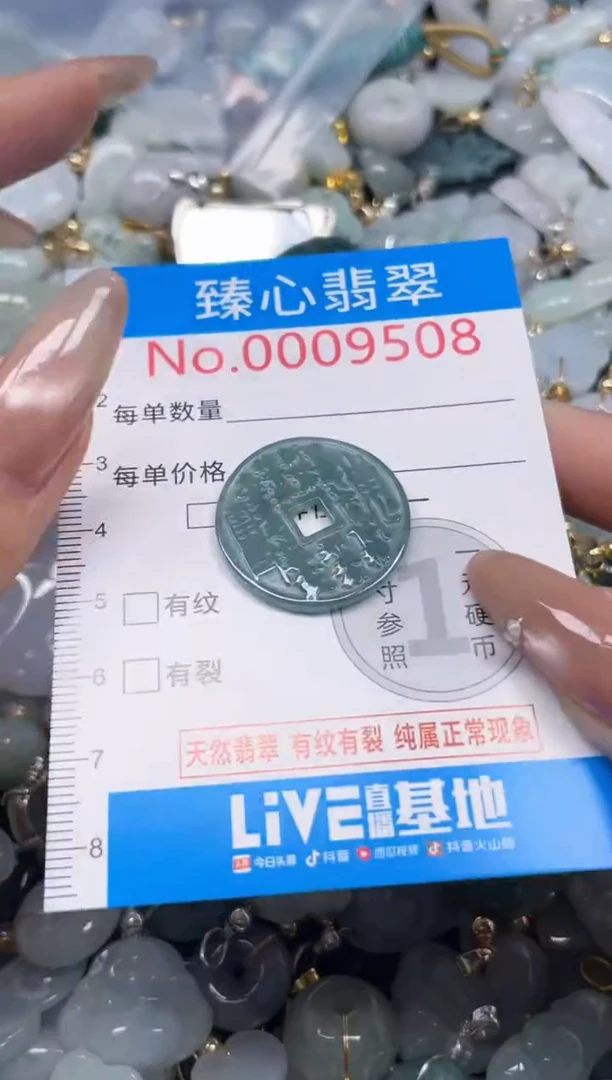 臻心翡翠
No.0009508
2
每单数量
3
每单价格
4
5
有纹
一元硬币
寸参照
1
6
有裂
天然翡翠 有纹有裂 纯属正常现象
7
LiVE直播基地
8
今日头条 抖音 西瓜视频 抖音火山版